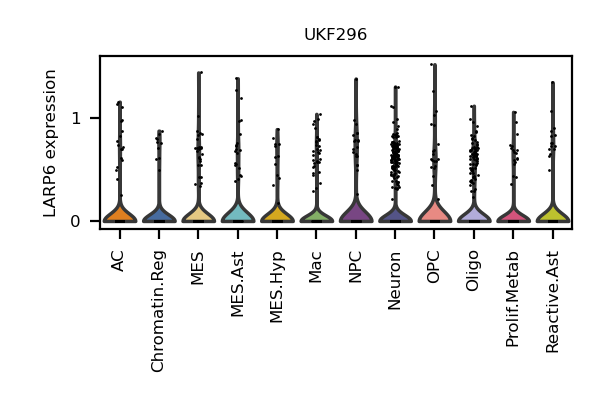 UKF296
LARP6 expression
1
0
AC
Chromatin.Reg
MES
MES.Ast
MES.Hyp
Mac
NPC
Neuron
OPC
Oligo
Prolif.Metab
Reactive.Ast